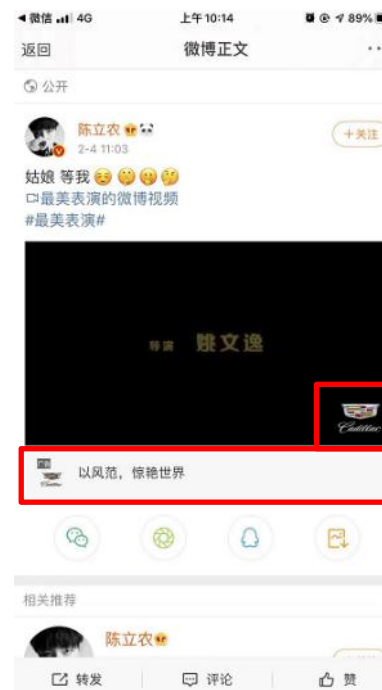 微信 4G 上午10:14 89%
返回 微博正文
公开
陈立农
2-4 11:03
+关注
姑娘 等我
最美表演的微博视频
#最美表演#
导演 姚文逸
Cadillac
以风范，惊艳世界
相关推荐
陈立农
转发 评论 赞